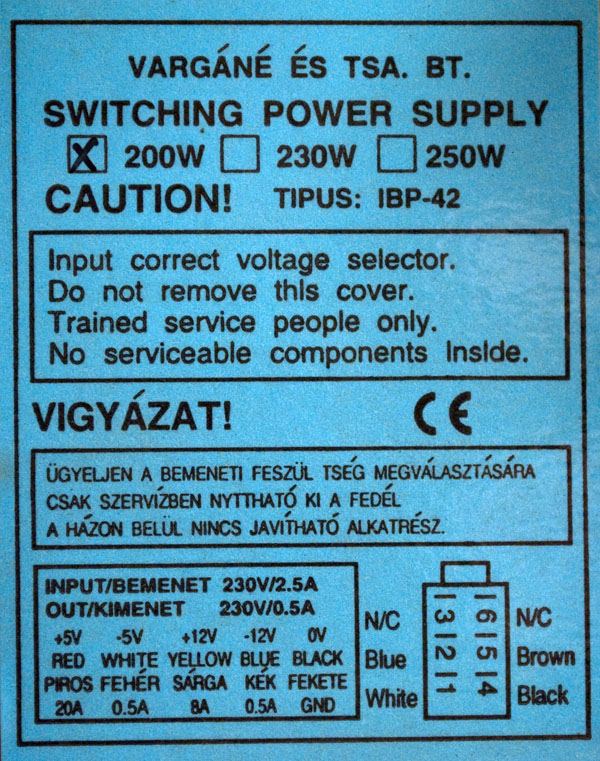 VARGÁNÉ ÉS TSA. BT.
SWITCHING POWER SUPPLY
X 200W 230W 250W
CAUTION! TIPUS: IBP-42
Input correct voltage selector.
Do not remove this cover.
Trained service people only.
No serviceable components Inside.
VIGYÁZAT! CE
ÜGYELJEN A BEMENETI FESZÜL TSÉG MEGVÁLASZTÁSÁRA
CSAK SZERVIZBEN NYTTHATÓ KI A FEDÉL
A HÁZON BELÜL NINCS JAVÍTHATÓ ALKATRÉSZ.
INPUT/BEMENET 230V/2.5A
OUT/KIMENET 230V/0.5A
+5V -5V +12V -12V 0V
RED WHITE YELLOW BLUE BLACK
PIROS FEHÉR SÁRGA KÉK FEKETE
20A 0.5A 8A 0.5A GND
N/C 3 6 N/C
Blue 2 5 Brown
White 1 4 Black